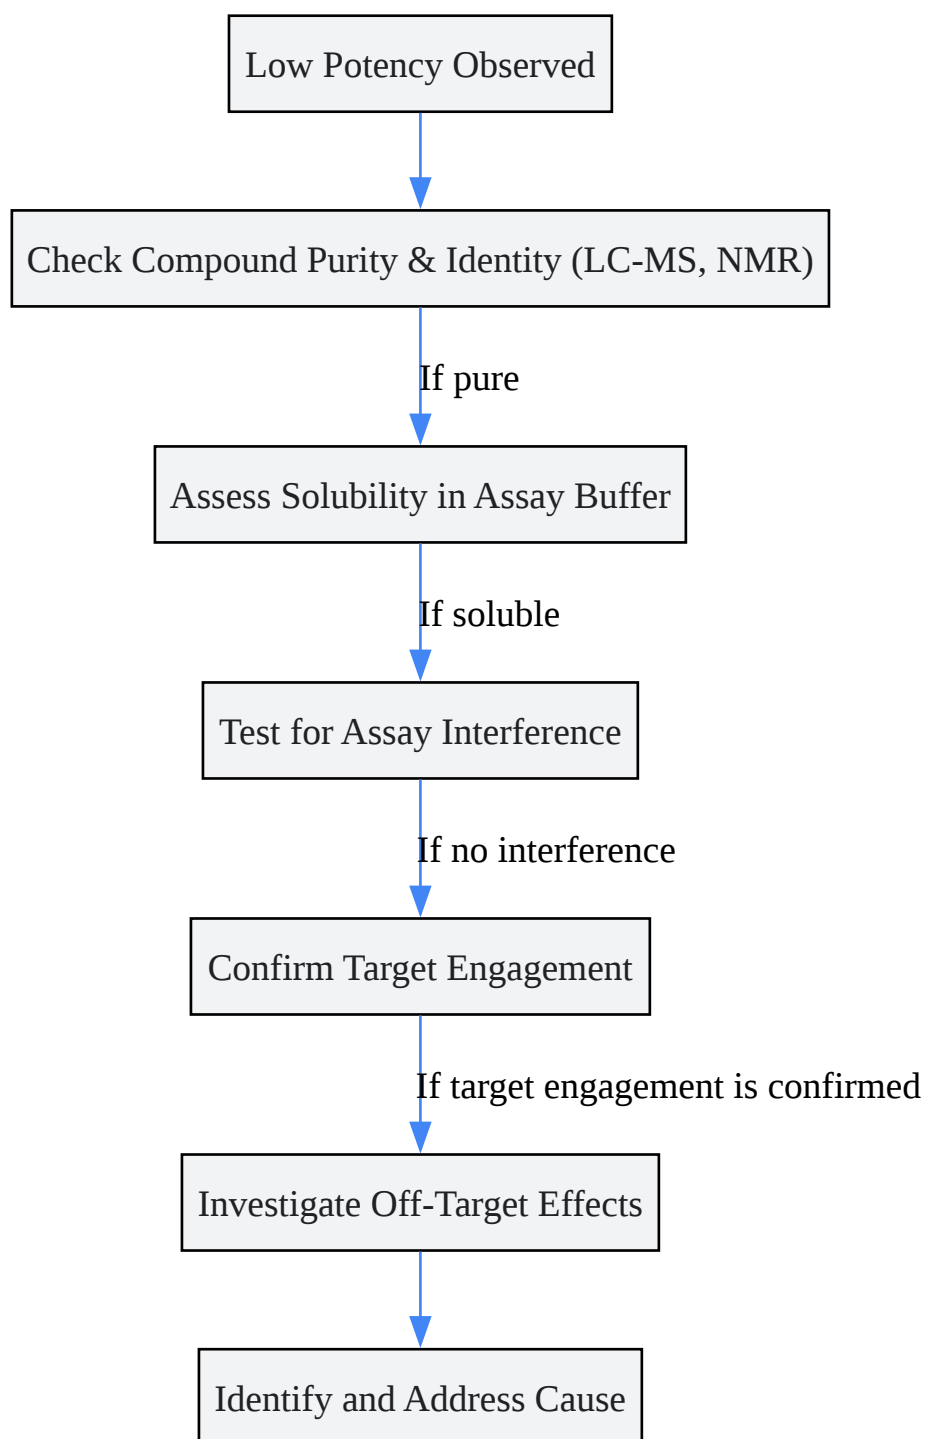 Low Potency Observed
Check Compound Purity & Identity (LC-MS, NMR)
If pure
Assess Solubility in Assay Buffer
If soluble
Test for Assay Interference
If no interference
Confirm Target Engagement
If target engagement is confirmed
Investigate Off-Target Effects
Identify and Address Cause